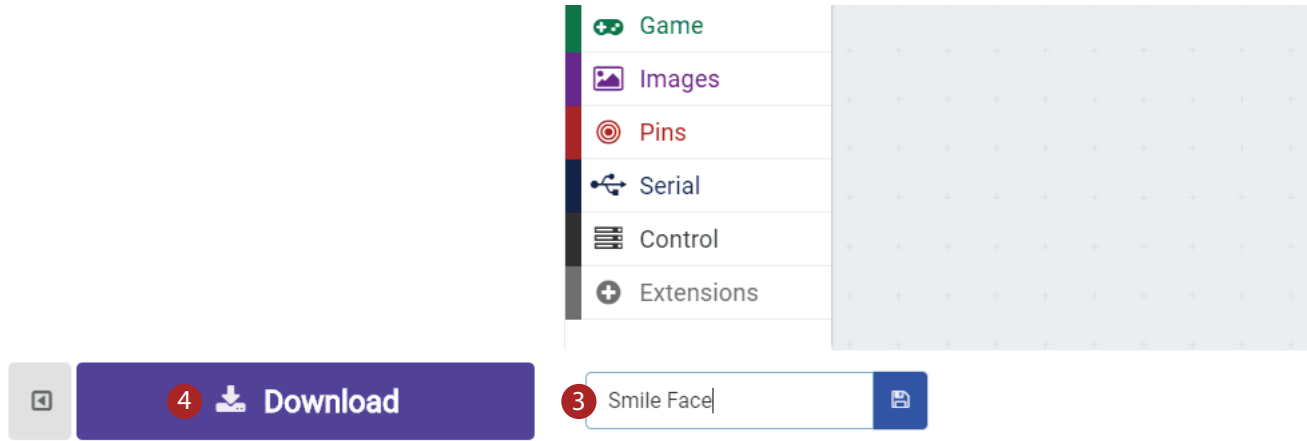 Game
Images
Pins
Serial
Control
Extensions
4 Download
3 Smile Face